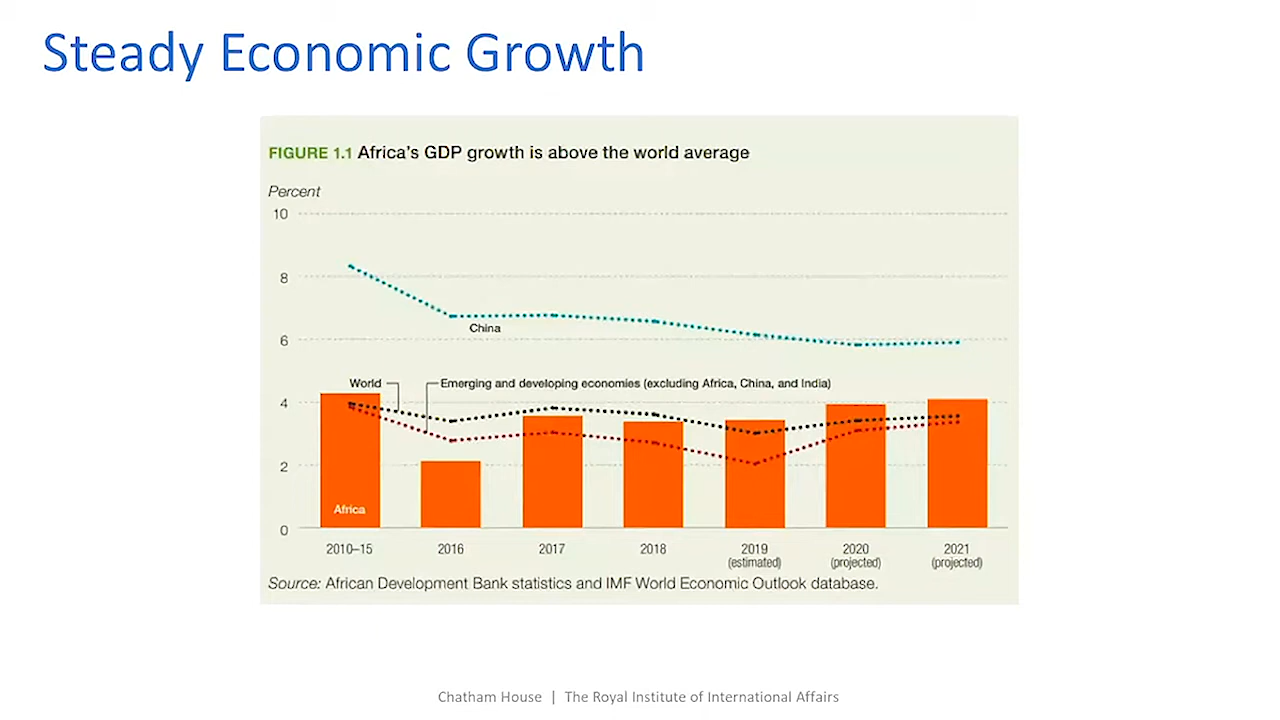 Steady Economic Growth
FIGURE 1.1 Africa's GDP growth is above the world average
Percent
10
8
China
6
World
Emerging and developing economies (excluding Africa, China, and India)
4
2
Africa
0
2010–15 2016 2017 2018 2019 2020 2021
(estimated) (projected) (projected)
Source: African Development Bank statistics and IMF World Economic Outlook database.
Chatham House | The Royal Institute of International Affairs